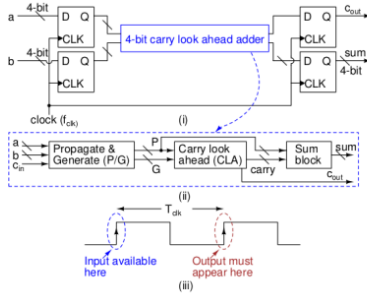 a 4-bit D Q CLK 4-bit carry look ahead adder D Q CLK c_out
b 4-bit D Q CLK D Q CLK sum 4-bit
clock (f_clk) (i)
a b c_in Propagate & Generate (P/G) P G Carry look ahead (CLA) carry Sum block sum c_out
(ii)
T_clk
Input available here
Output must appear here
(iii)